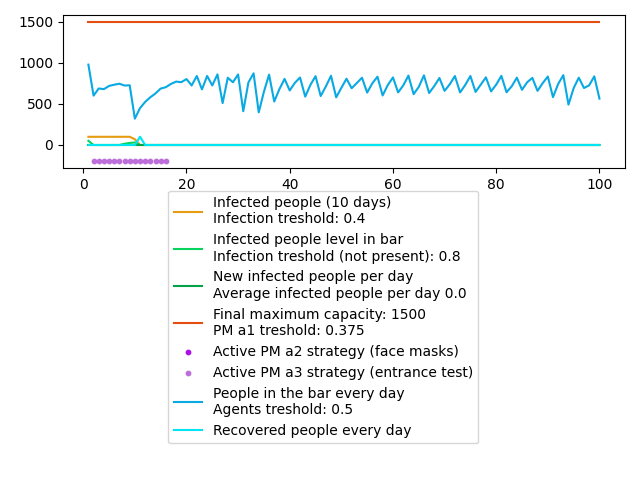 1500
1000
500
0
0
20
40
60
80
100
Infected people (10 days)
Infection treshold: 0.4
Infected people level in bar
Infection treshold (not present): 0.8
New infected people per day
Average infected people per day 0.0
Final maximum capacity: 1500
PM a1 treshold: 0.375
Active PM a2 strategy (face masks)
Active PM a3 strategy (entrance test)
People in the bar every day
Agents treshold: 0.5
Recovered people every day